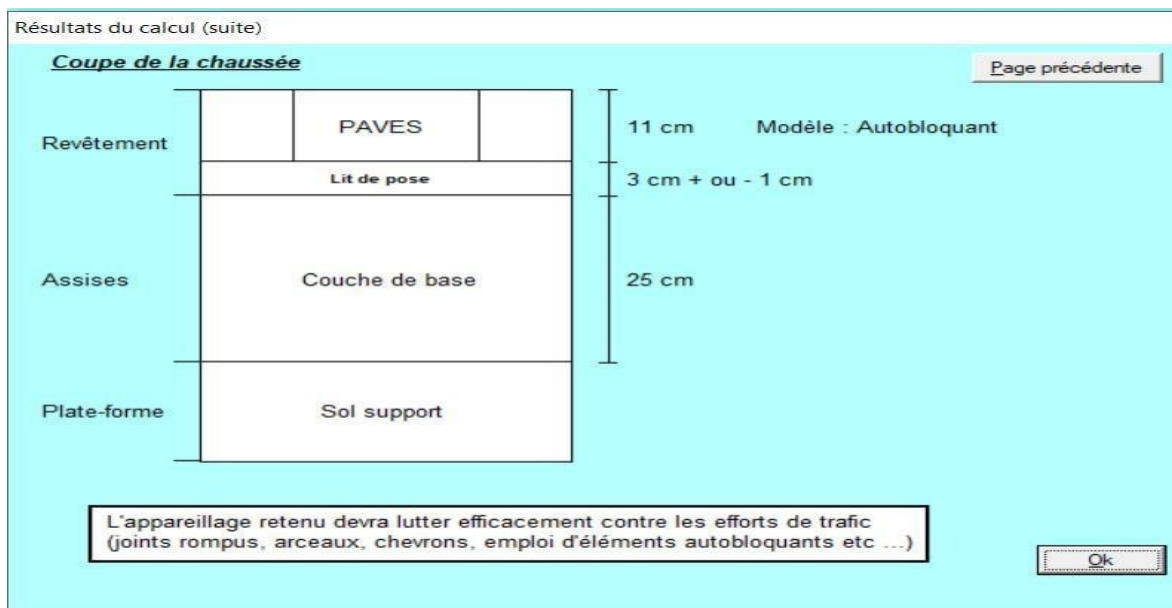 Résultats du calcul (suite)
Coupe de la chaussée
Page précédente
Revêtement
PAVES
11 cm
Modèle : Autobloquant
Lit de pose
3 cm + ou - 1 cm
Assises
Couche de base
25 cm
Plate-forme
Sol support
L'appareillage retenu devra lutter efficacement contre les efforts de trafic
(joints rompus, arceaux, chevrons, emploi d'éléments autobloquants etc ...)
Ok